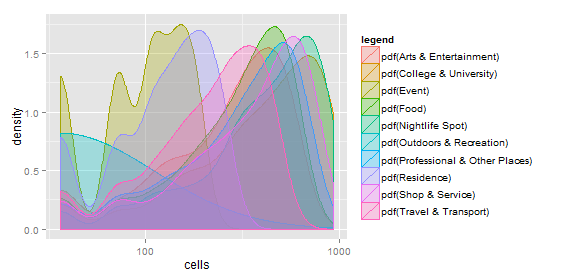 legend
pdf(Arts & Entertainment)
pdf(College & University)
pdf(Event)
pdf(Food)
pdf(Nightlife Spot)
pdf(Outdoors & Recreation)
pdf(Professional & Other Places)
pdf(Residence)
pdf(Shop & Service)
pdf(Travel & Transport)
density
1.5
1.0
0.5
0.0
100
1000
cells